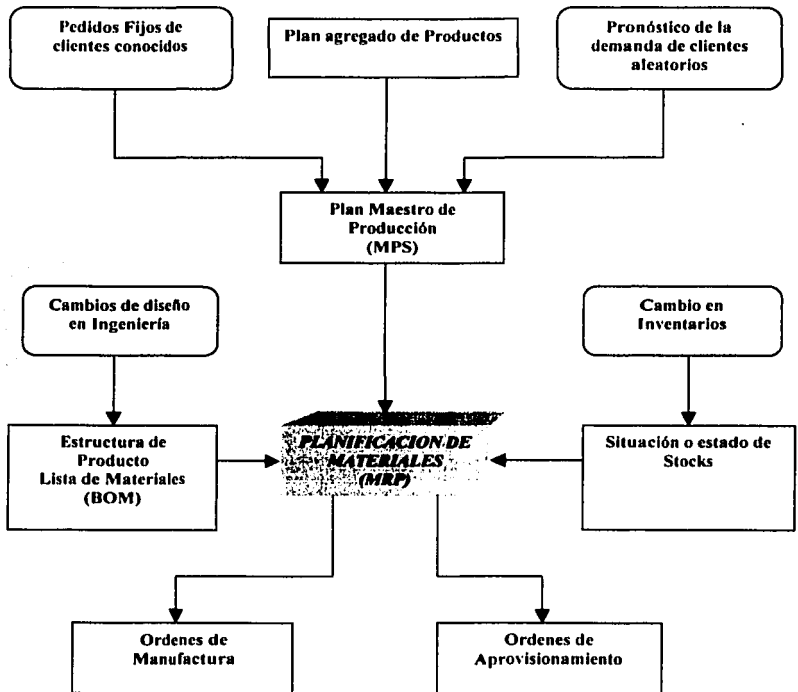 Pedidos Fijos de
clientes conocidos
Plan agregado de Productos
Pronóstico de la
demanda de clientes
aleatorios
Plan Maestro de
Producción
(MPS)
Cambios de diseño
en Ingeniería
Cambio en
Inventarios
Estructura de
Producto
Lista de Materiales
(BOM)
PLANIFICACION DE
MATERIALES
(MRP)
Situación o estado de
Stocks
Ordenes de
Manufactura
Ordenes de
Aprovisionamiento